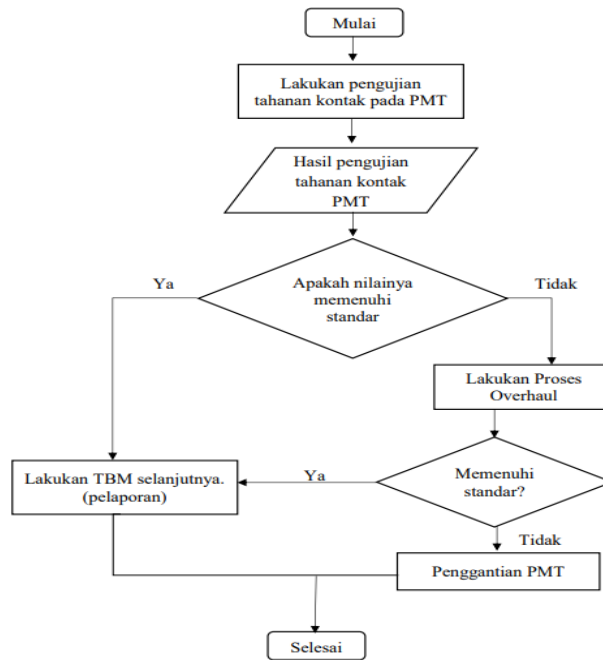 Mulai
Lakukan pengujian
tahanan kontak pada PMT
Hasil pengujian
tahanan kontak
PMT
Apakah nilainya
memenuhi
standar
Ya
Tidak
Lakukan Proses
Overhaul
Memenuhi
standar?
Ya
Lakukan TBM selanjutnya.
(pelaporan)
Tidak
Penggantian PMT
Selesai